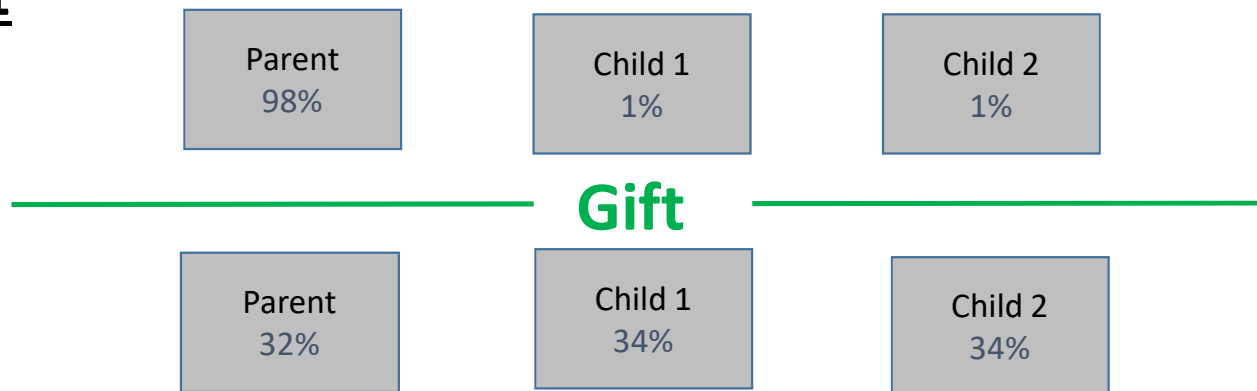 Parent
98%
Child 1
1%
Child 2
1%
Gift
Parent
32%
Child 1
34%
Child 2
34%